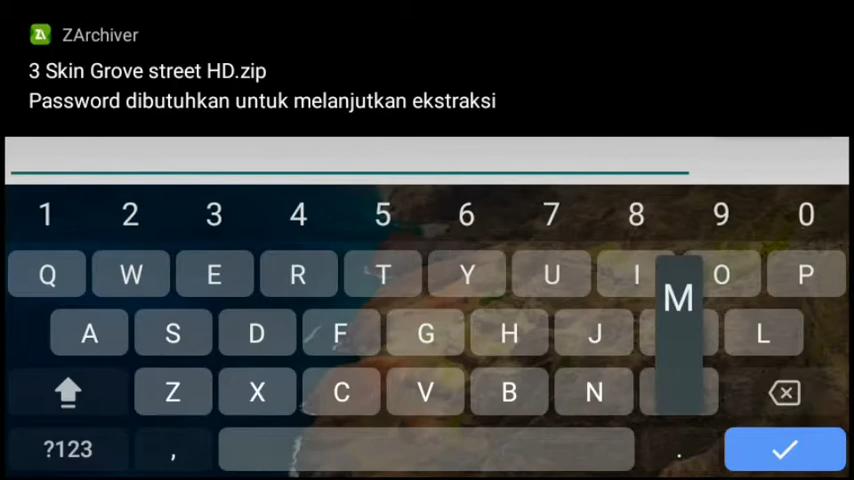 ZArchiver
3 Skin Grove street HD.zip
Password dibutuhkan untuk melanjutkan ekstraksi
1 2 3 4 5 6 7 8 9 0
Q W E R T Y U I O P
M
A S D F G H J L
Z X C V B N
?123 , .